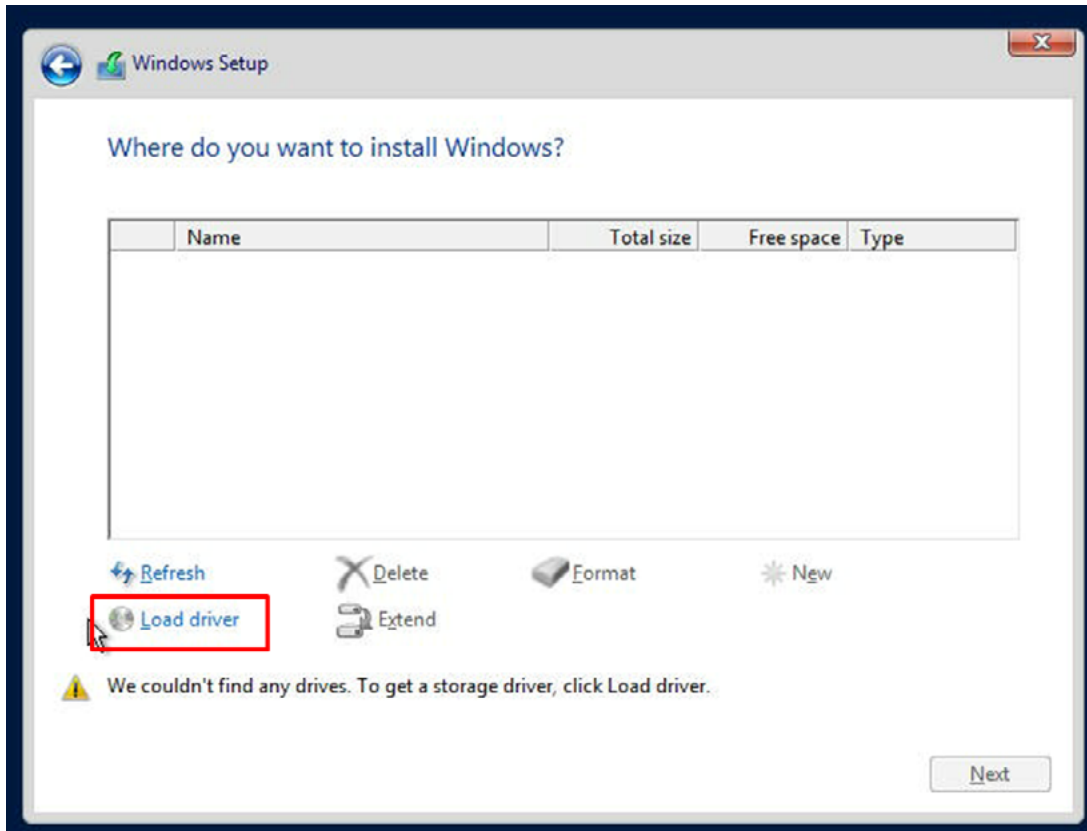 Windows Setup
Where do you want to install Windows?
Name Total size Free space Type
Refresh Delete Format New
Load driver Extend
We couldn't find any drives. To get a storage driver, click Load driver.
Next